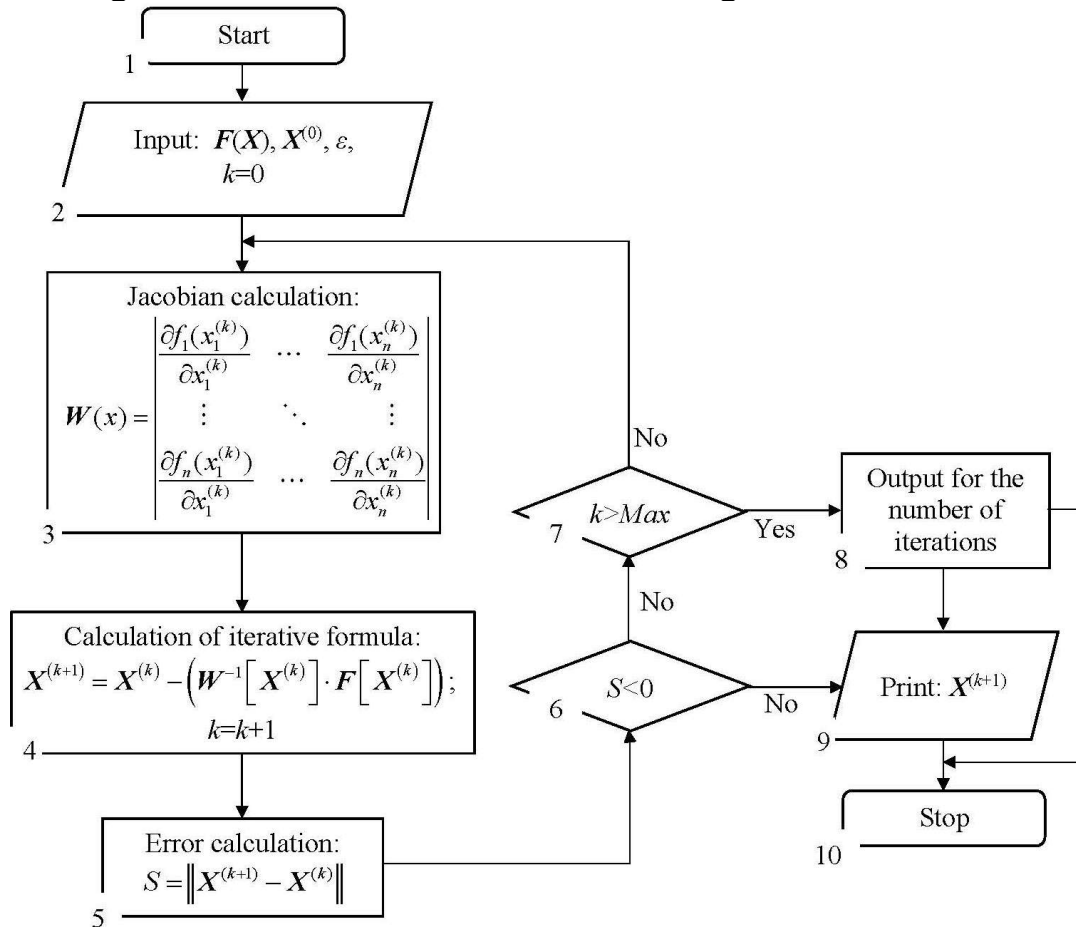 Start
1
Input: F(X), X^(0), ε,
k=0
2
Jacobian calculation:
W(x) = | ∂f₁(x₁^(k))/∂x₁^(k) ⋯ ∂f₁(xₙ^(k))/∂xₙ^(k) |
⋮ ⋱ ⋮
| ∂fₙ(x₁^(k))/∂x₁^(k) ⋯ ∂fₙ(xₙ^(k))/∂xₙ^(k) |
3
Calculation of iterative formula:
X^(k+1) = X^(k) − (W⁻¹[X^(k)]·F[X^(k)]);
k=k+1
4
Error calculation:
S = ‖X^(k+1) − X^(k)‖
5
S<0
6
No
No
k>Max
7
No
Yes
Output for the
number of
iterations
8
Print: X^(k+1)
9
Stop
10